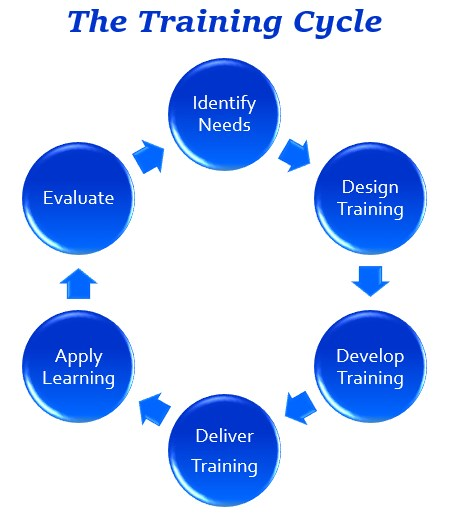 The Training Cycle
Identify
Needs
Design
Training
Develop
Training
Deliver
Training
Apply
Learning
Evaluate